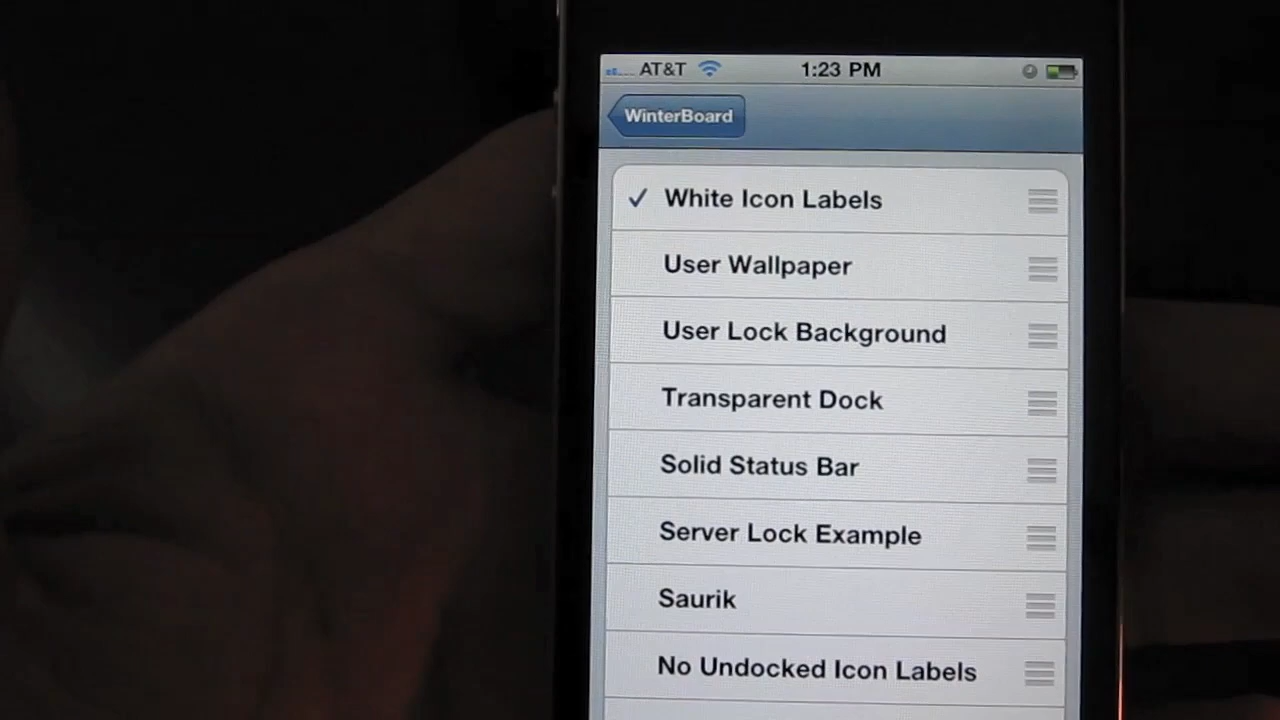 AT&T 1:23 PM
WinterBoard
White Icon Labels
User Wallpaper
User Lock Background
Transparent Dock
Solid Status Bar
Server Lock Example
Saurik
No Undocked Icon Labels